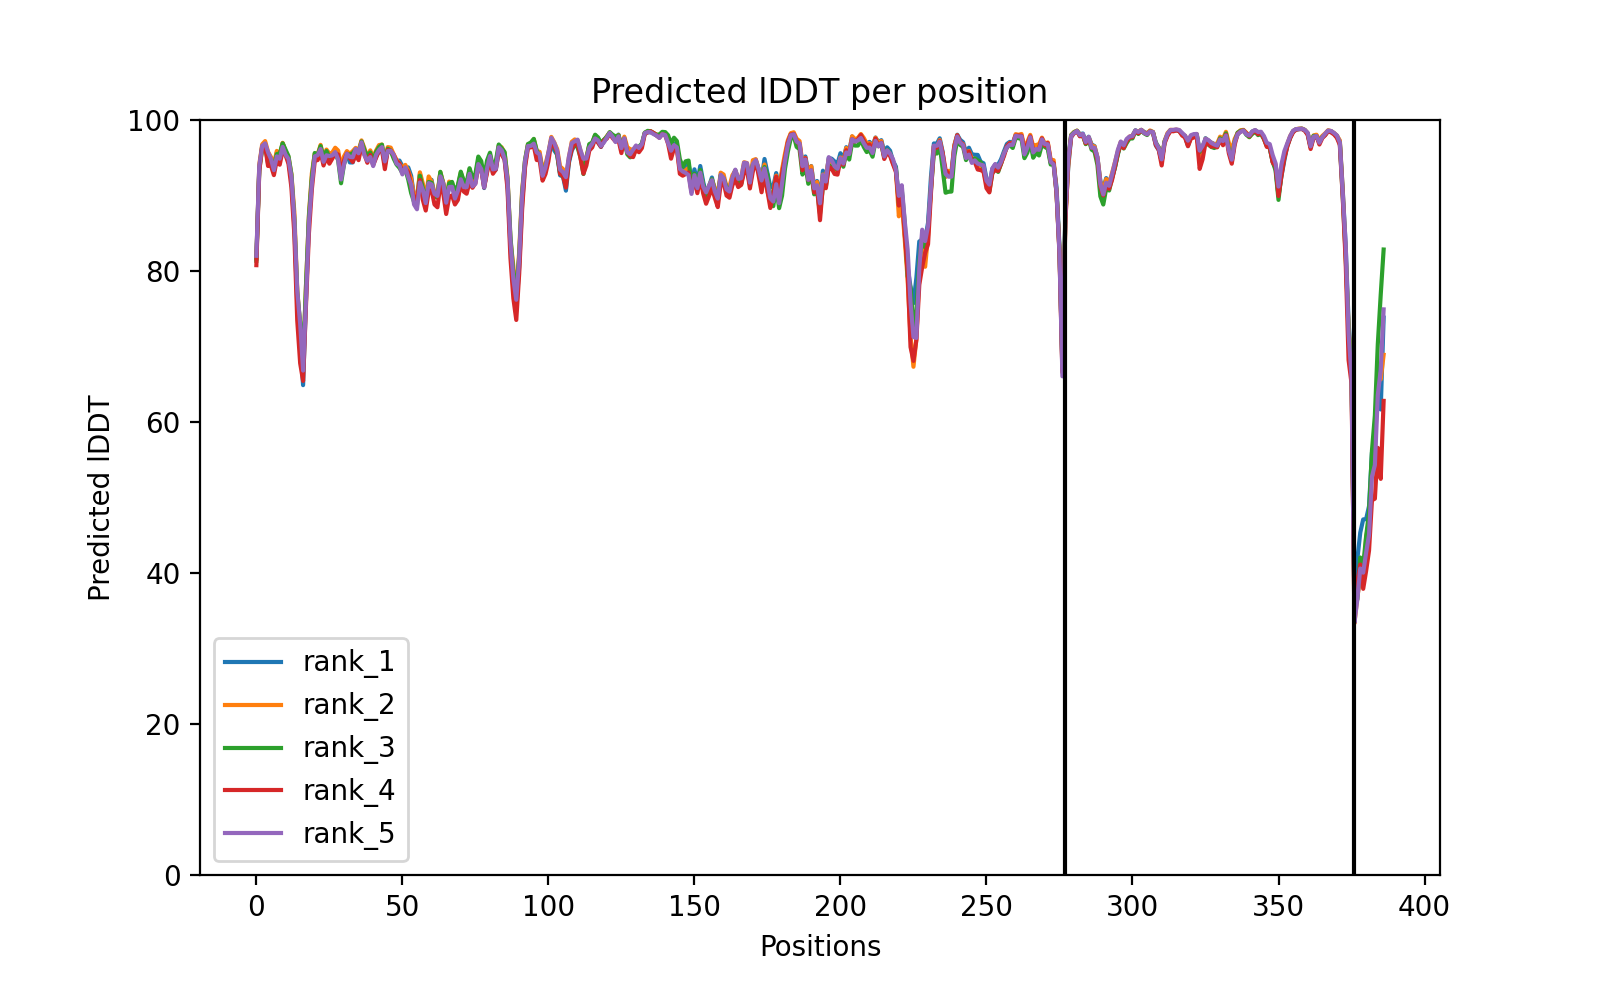 Predicted lDDT per position
Predicted lDDT
100
80
60
40
20
0
rank_1
rank_2
rank_3
rank_4
rank_5
0 50 100 150 200 250 300 350 400
Positions